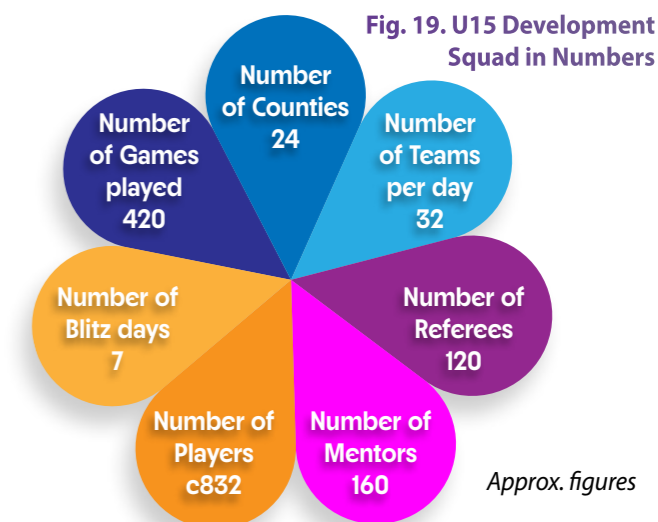 Fig. 19. U15 Development
Squad in Numbers
Number
of Counties
24
Number
of Teams
per day
32
Number of
Referees
120
Number of
Mentors
160
Number of
Players
c832
Number of
Blitz days
7
Number
of Games
played
420
Approx. figures